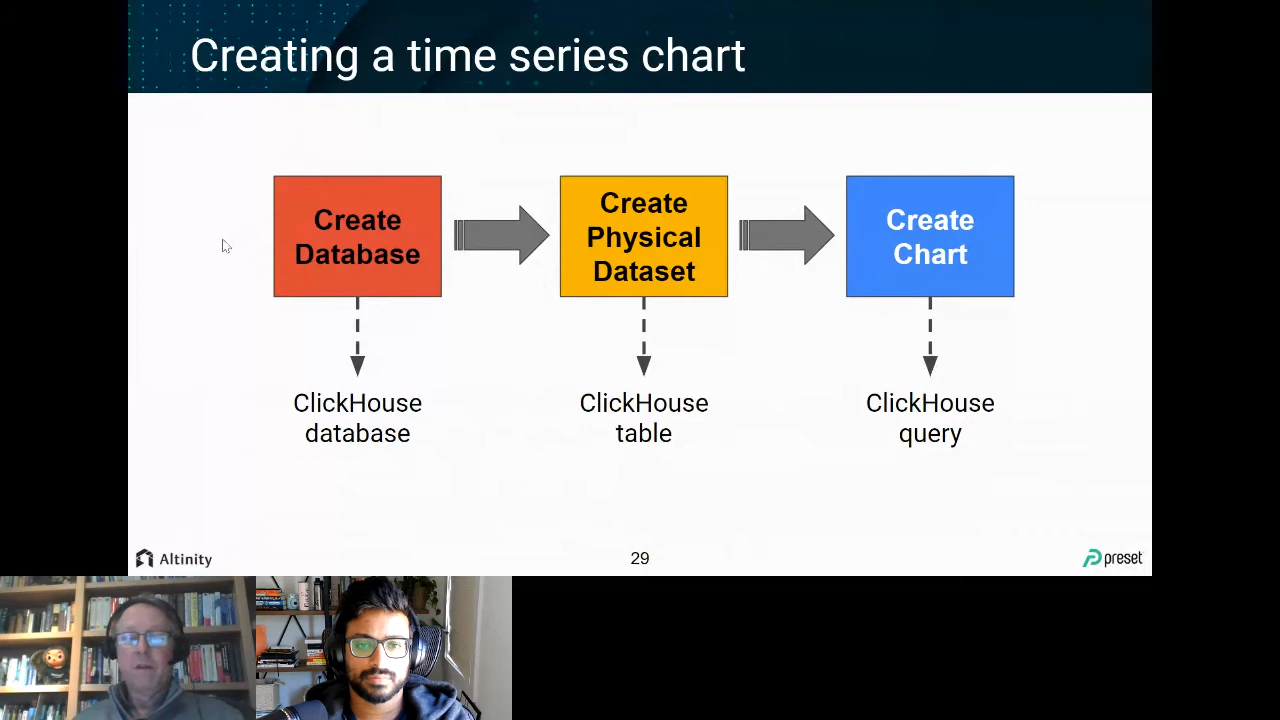 Creating a time series chart
Create
Database
Create
Physical
Dataset
Create
Chart
ClickHouse
database
ClickHouse
table
ClickHouse
query
Altinity
29
preset